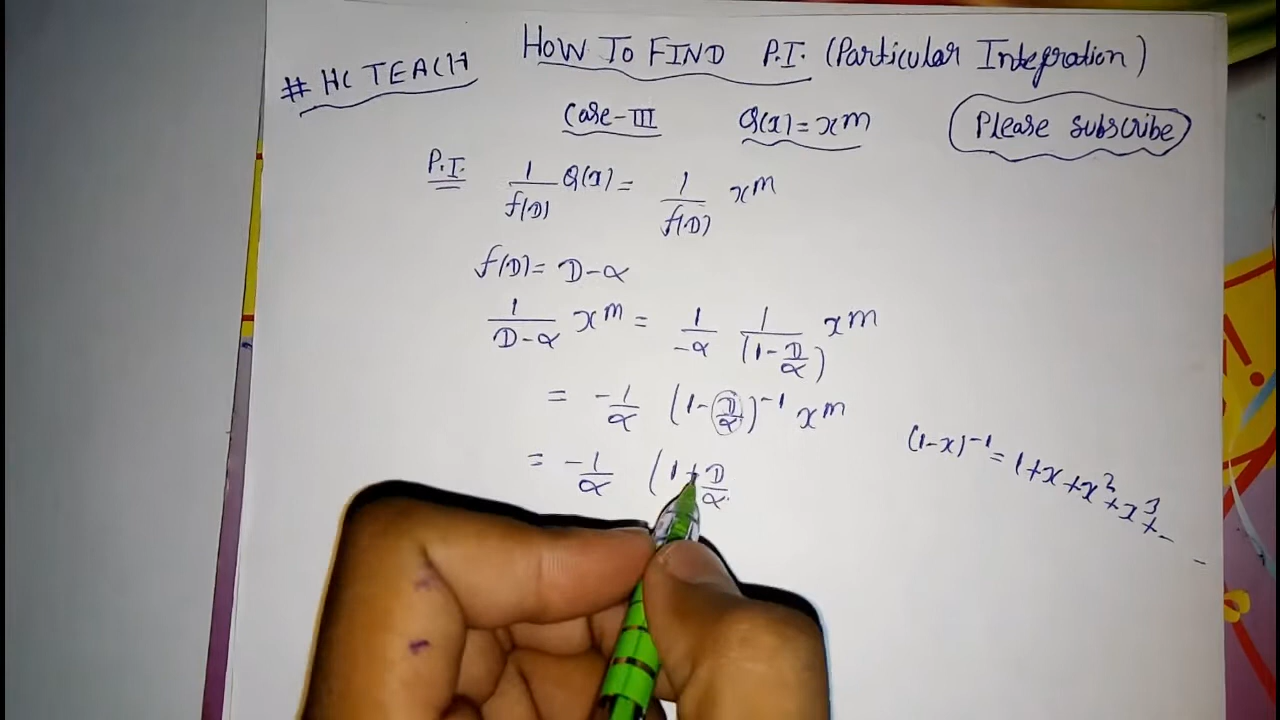 # HC TEACH
HOW TO FIND P.I. (Particular Integration)
Case-III Q(x) = x^m
Please subscribe
P.I. 1/f(D) Q(x) = 1/f(D) x^m
f(D) = D-α
1/(D-α) x^m = 1/-α 1/(1-D/α) x^m
= -1/α (1-D/α)^-1 x^m
= -1/α (1+D/α
(1-x)^-1 = 1+x+x^2+x^3+- -